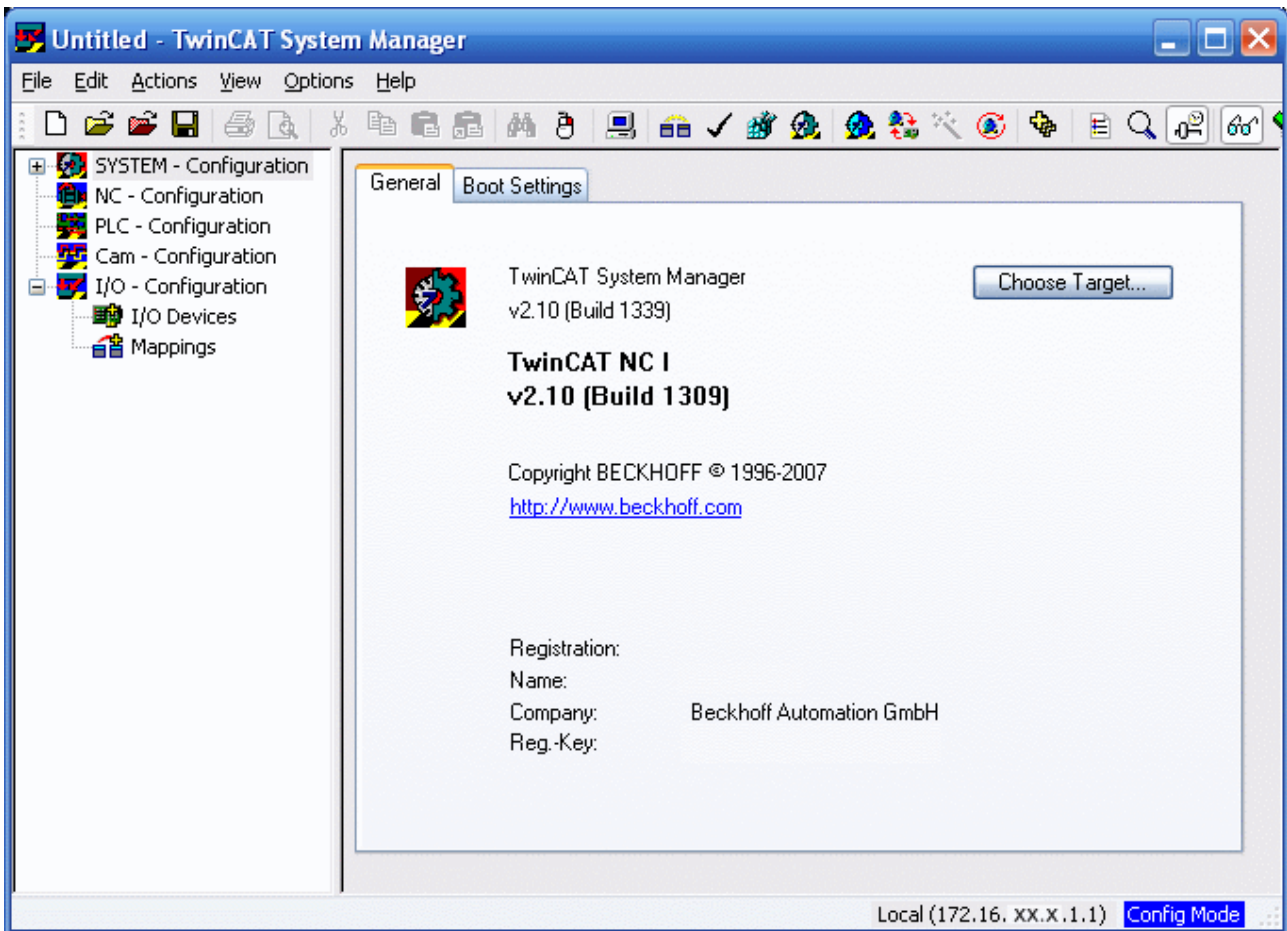 Untitled - TwinCAT System Manager
File Edit Actions View Options Help
SYSTEM - Configuration
NC - Configuration
PLC - Configuration
Cam - Configuration
I/O - Configuration
I/O Devices
Mappings
General Boot Settings
TwinCAT System Manager
v2.10 (Build 1339)
Choose Target...
TwinCAT NC I
v2.10 (Build 1309)
Copyright BECKHOFF © 1996-2007
http://www.beckhoff.com
Registration:
Name:
Company: Beckhoff Automation GmbH
Reg.-Key:
Local (172.16. XX.X .1.1) Config Mode